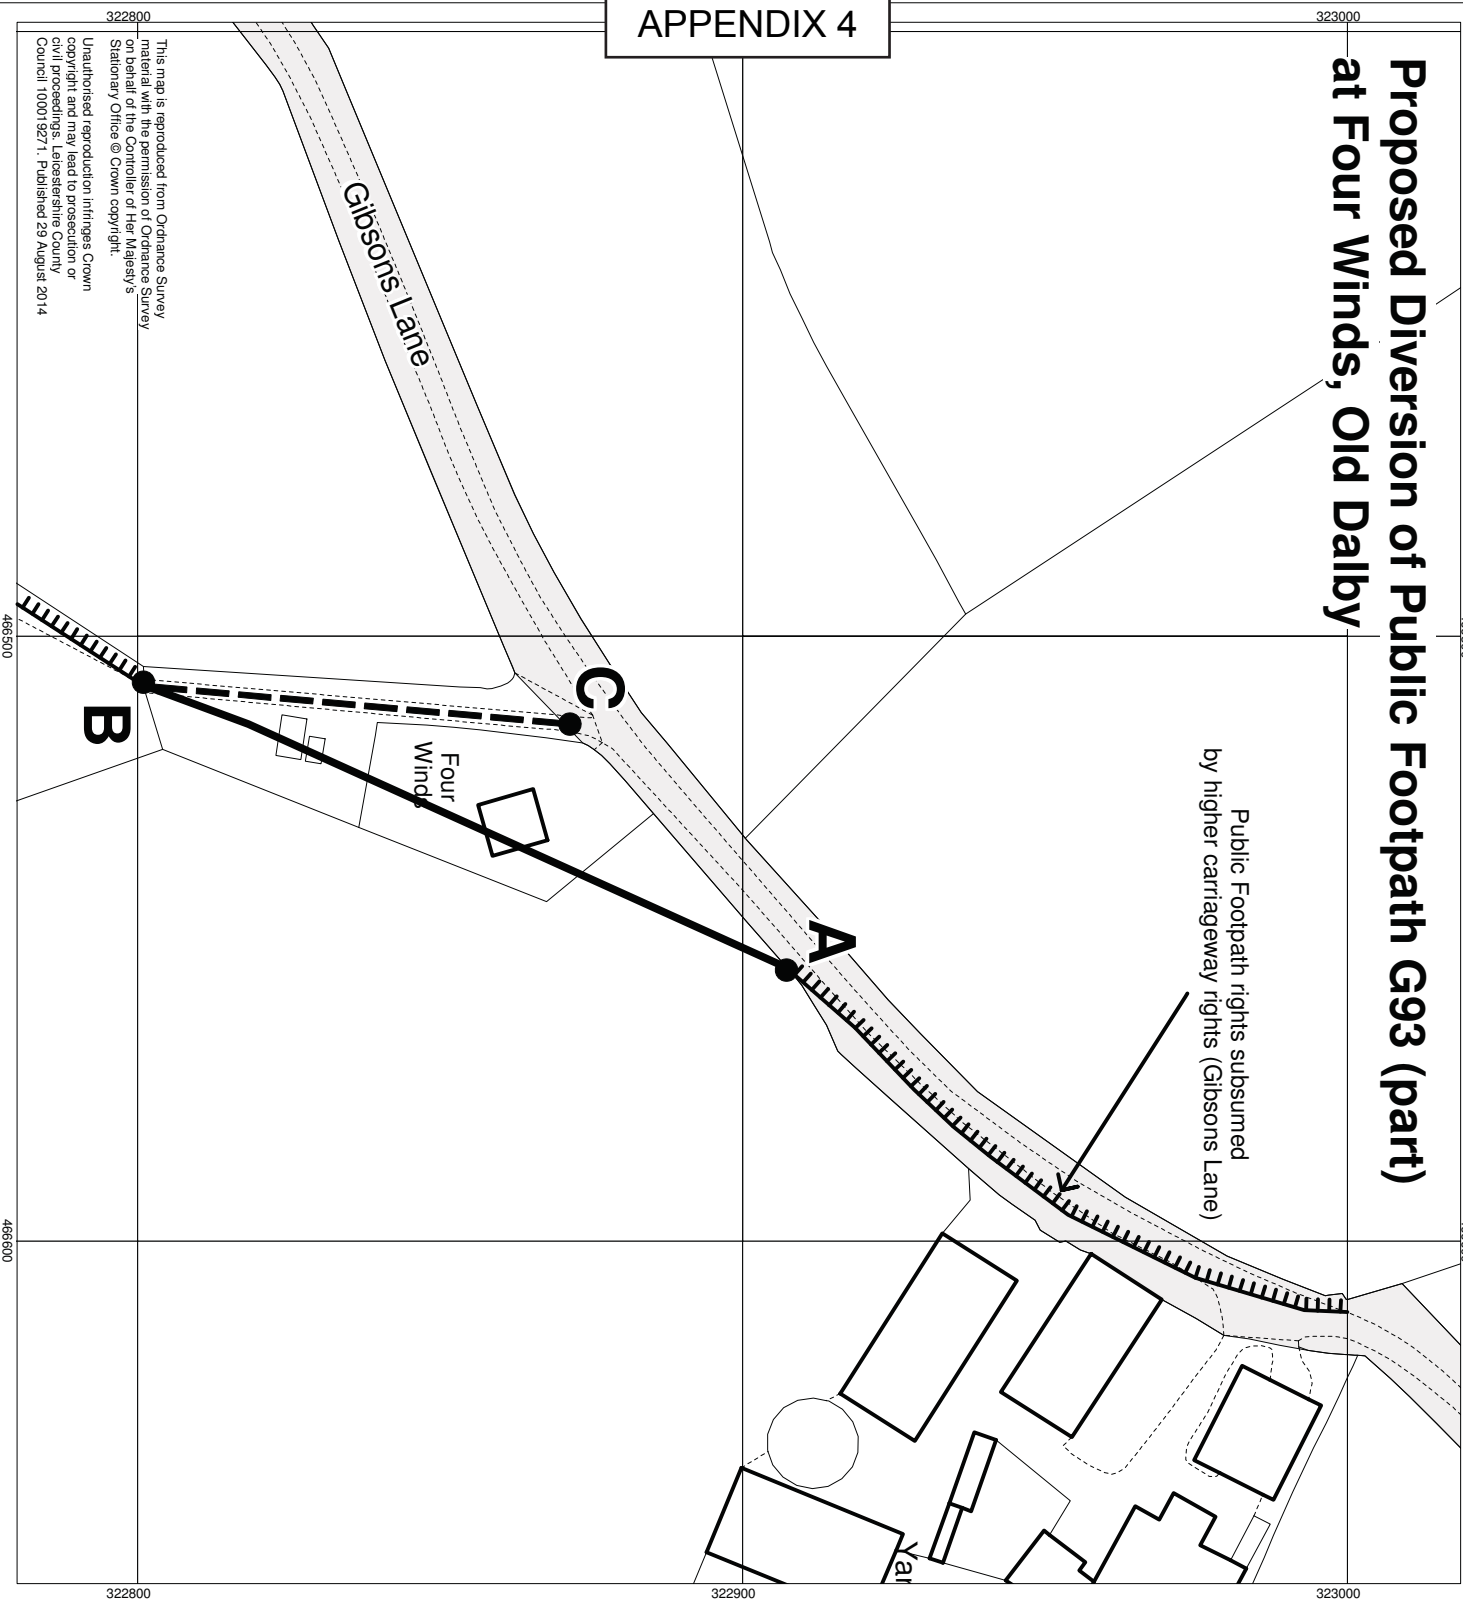 APPENDIX 4
Proposed Diversion of Public Footpath G93 (part)
at Four Winds, Old Dalby
322800
323000
This map is reproduced from Ordnance Survey
material with the permission of Ordnance Survey
on behalf of the Controller of Her Majesty's
Stationary Office © Crown copyright.
Unauthorised reproduction infringes Crown
copyright and may lead to prosecution or
civil proceedings. Leicestershire County
Council 100019271. Published 29 August 2014
Gibsons Lane
Public Footpath rights subsumed
by higher carriageway rights (Gibsons Lane)
C
B
A
Four
Winds
466500
466600
Yar
322800
322900
323000